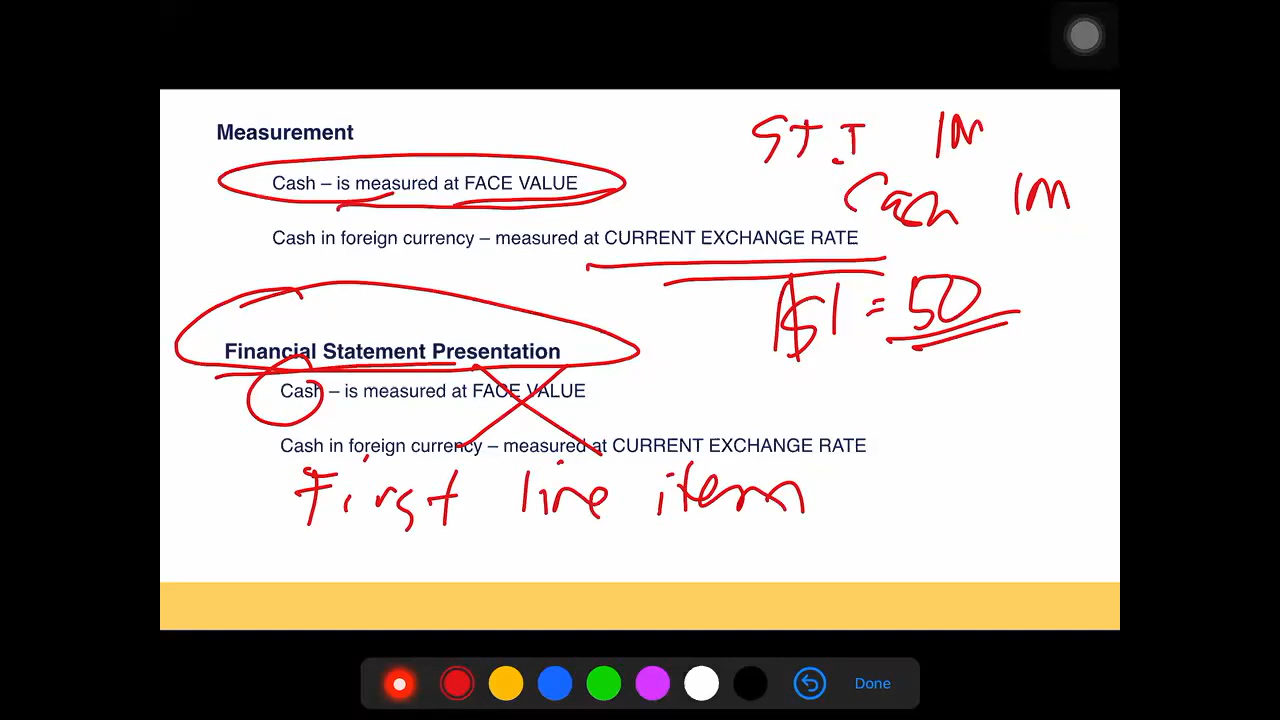 Measurement
ST.I 1M
Cash – is measured at FACE VALUE
Cash 1M
Cash in foreign currency – measured at CURRENT EXCHANGE RATE
$1 = 50
Financial Statement Presentation
Cash – is measured at FACE VALUE
Cash in foreign currency – measured at CURRENT EXCHANGE RATE
First line item
Done